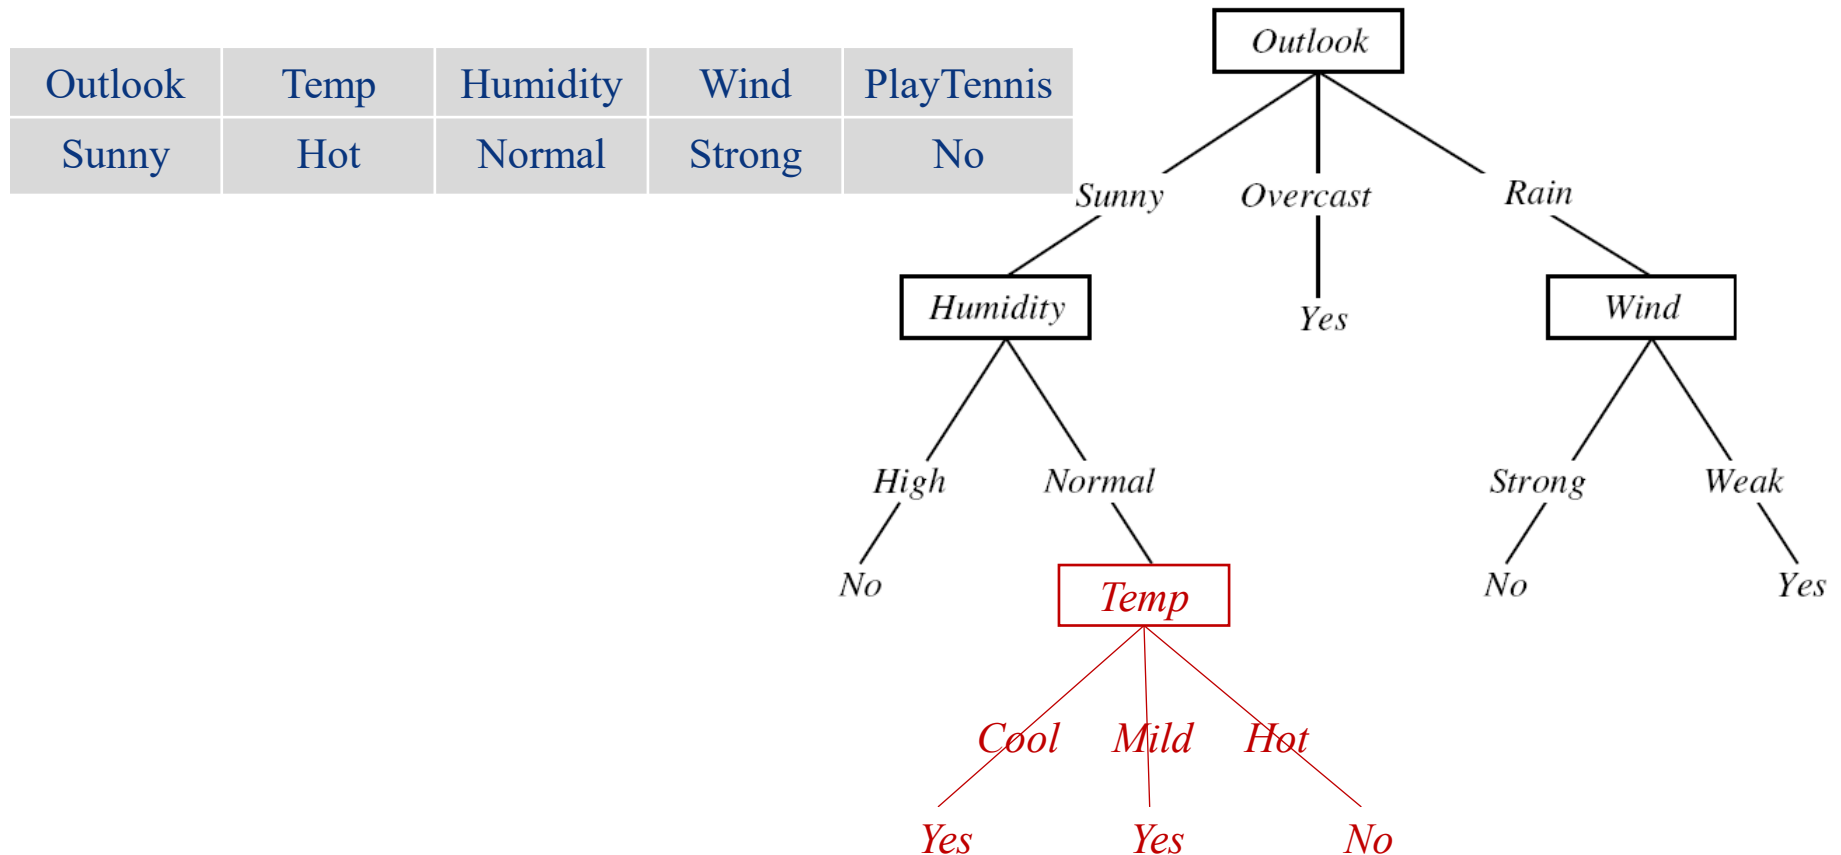 Outlook Temp Humidity Wind PlayTennis
Sunny Hot Normal Strong No
Outlook
Sunny Overcast Rain
Humidity Yes Wind
High Normal Strong Weak
No Temp No Yes
Cool Mild Hot
Yes Yes No